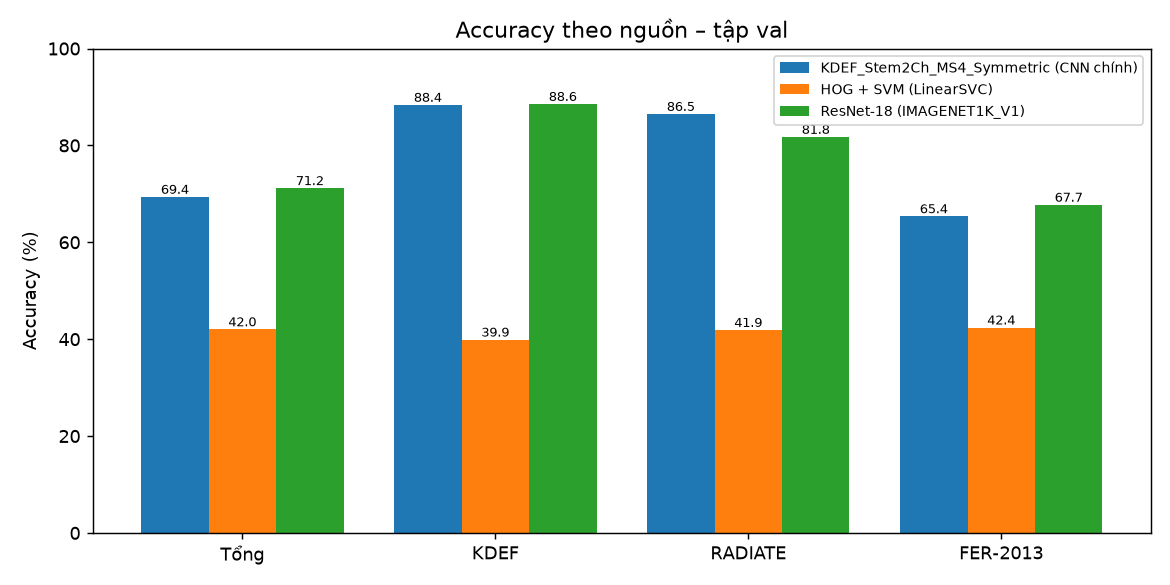 Accuracy theo nguồn – tập val
KDEF_Stem2Ch_MS4_Symmetric (CNN chính)
HOG + SVM (LinearSVC)
ResNet-18 (IMAGENET1K_V1)
Accuracy (%)
100
80
60
40
20
0
69.4
42.0
71.2
88.4
39.9
88.6
86.5
41.9
81.8
65.4
42.4
67.7
Tổng
KDEF
RADIATE
FER-2013